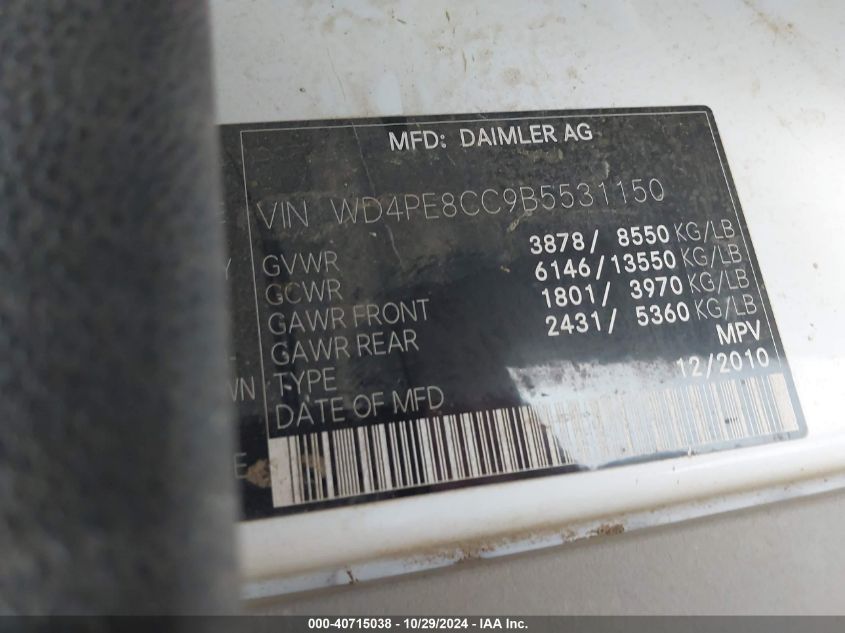 MFD: DAIMLER AG
VIN WD4PE8CC9B5531150
GVWR 3878/ 8550 KG/LB
GCWR 6146/13550 KG/LB
GAWR FRONT 1801/ 3970 KG/LB
GAWR REAR 2431/ 5360 KG/LB
TYPE MPV
DATE OF MFD 12/2010
000-40715038 - 10/29/2024 - IAA Inc.